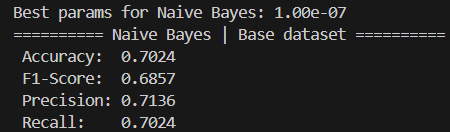 Best params for Naive Bayes: 1.00e-07
========== Naive Bayes | Base dataset ==========
Accuracy: 0.7024
F1-Score: 0.6857
Precision: 0.7136
Recall: 0.7024